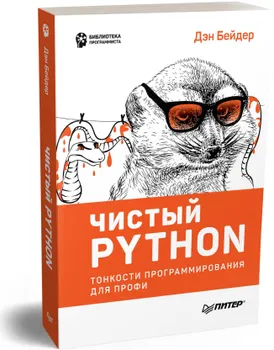 БИБЛИОТЕКА
ПРОГРАММИСТА
Дэн Бейдер
ЧИСТЫЙ
PYTHON
ТОНКОСТИ ПРОГРАММИРОВАНИЯ
ДЛЯ ПРОФИ
ПИТЕР
Дэн Бейдер
ЧИСТЫЙ PYTHON